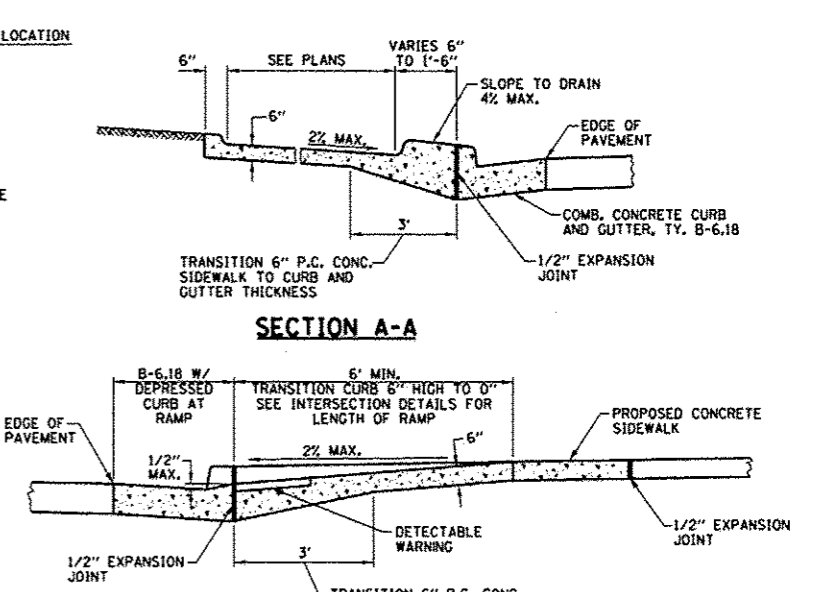 LOCATION
6"
SEE PLANS
VARIES 6"
TO 1'-6"
SLOPE TO DRAIN
4% MAX.
6"
2% MAX.
EDGE OF
PAVEMENT
E
COMB. CONCRETE CURB
AND GUTTER, TY. B-6.18
3'
TRANSITION 6" P.C. CONC.
SIDEWALK TO CURB AND
GUTTER THICKNESS
1/2" EXPANSION
JOINT
SECTION A-A
B-6.18 W/
DEPRESSED
CURB AT
RAMP
6' MIN.
TRANSITION CURB 6" HIGH TO 0"
SEE INTERSECTION DETAILS FOR
LENGTH OF RAMP
EDGE OF
PAVEMENT
PROPOSED CONCRETE
SIDEWALK
1/2"
MAX.
2% MAX.
6"
DETECTABLE
WARNING
1/2" EXPANSION
JOINT
1/2" EXPANSION
JOINT
3'
TRANSITION 6" P.C. CONC.